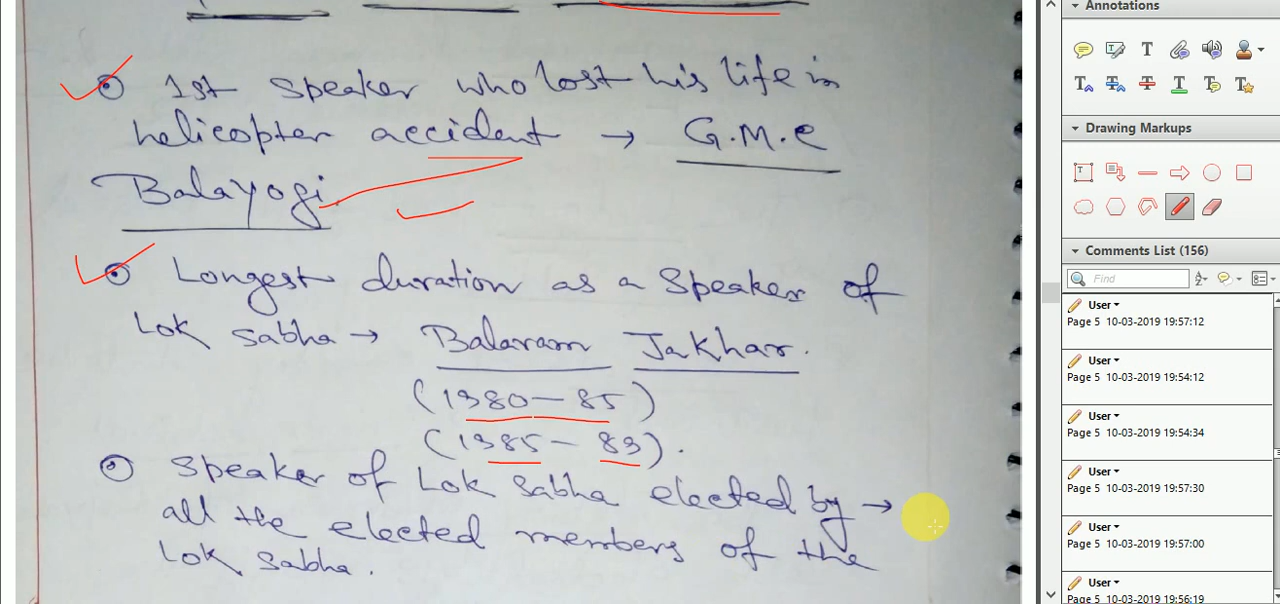 Annotations
1st Speaker who lost his life in
helicopter accident → G.M.C
Balayogi
Longest duration as a Speaker of
Lok Sabha → Balaram Jakhar.
(1980 - 85)
(1985 - 89).
Speaker of Lok Sabha elected by →
all the elected members of the
Lok Sabha.
Drawing Markups
Comments List (156)
Find
User
Page 5 10-03-2019 19:57:12
User
Page 5 10-03-2019 19:54:12
User
Page 5 10-03-2019 19:54:34
User
Page 5 10-03-2019 19:57:30
User
Page 5 10-03-2019 19:57:00
User
Page 5 10-03-2019 19:56:19